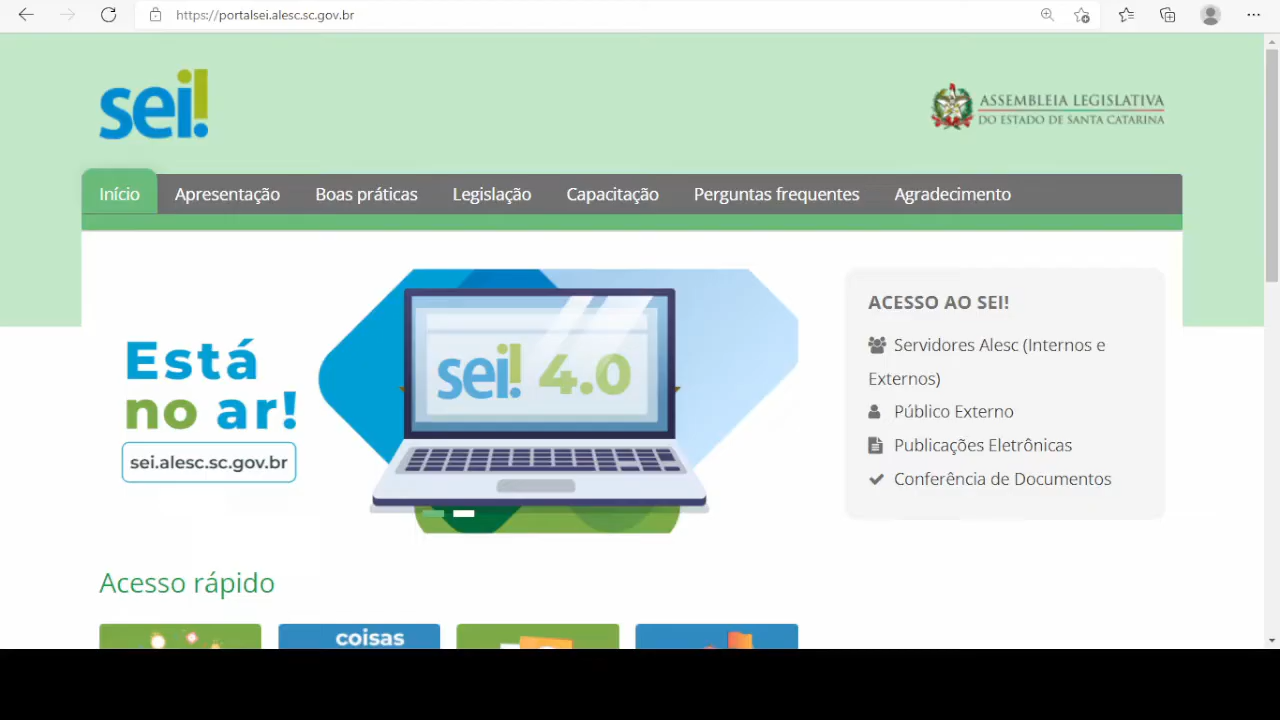 https://portalsei.alesc.sc.gov.br
sei!
ASSEMBLEIA LEGISLATIVA
DO ESTADO DE SANTA CATARINA
Início Apresentação Boas práticas Legislação Capacitação Perguntas frequentes Agradecimento
Está
no ar!
sei.alesc.sc.gov.br
sei! 4.0
ACESSO AO SEI!
Servidores Alesc (Internos e
Externos)
Público Externo
Publicações Eletrônicas
Conferência de Documentos
Acesso rápido
coisas